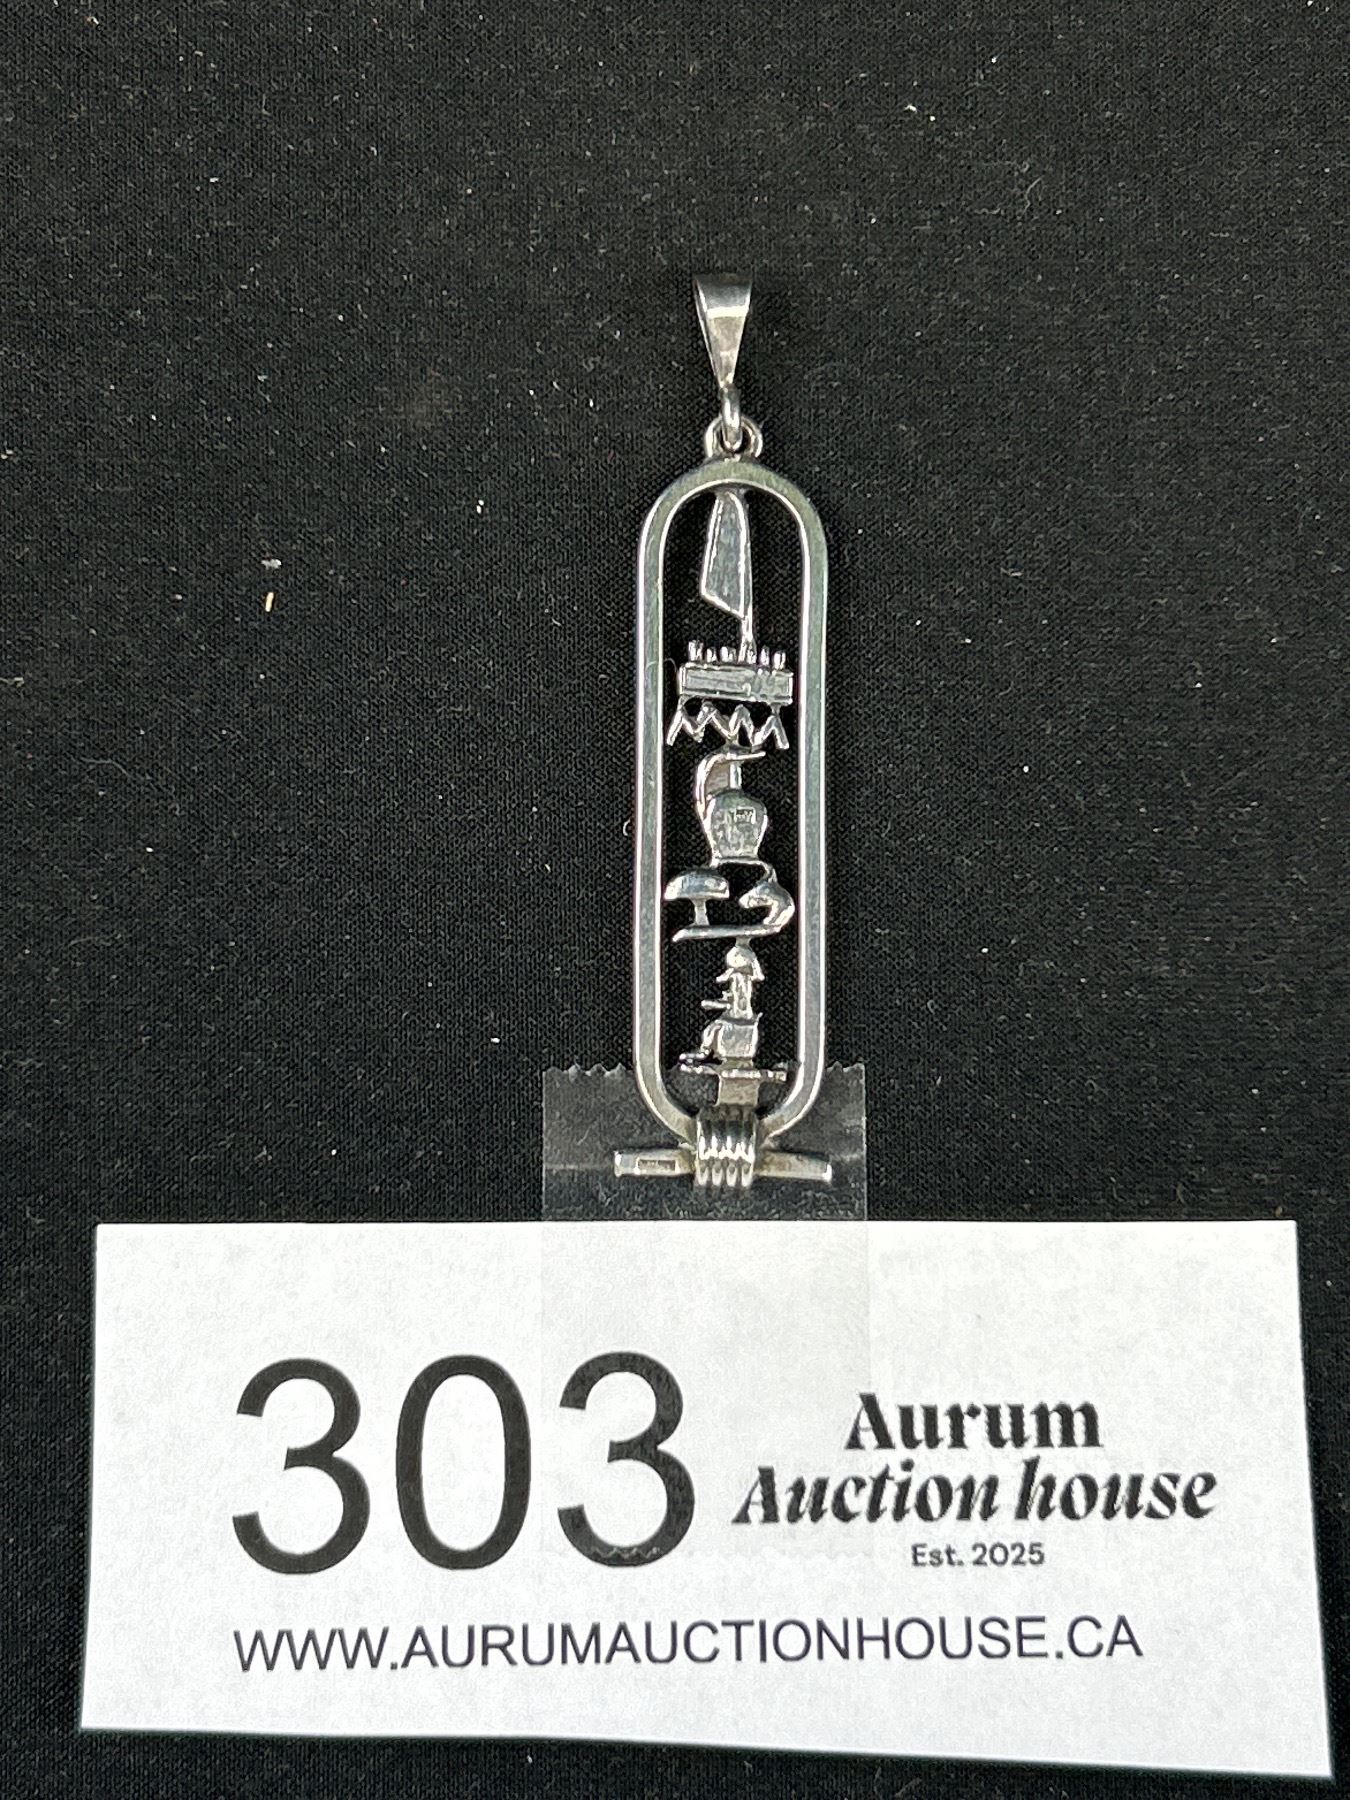 303
Aurum
Auction house
Est. 2025
WWW.AURUMAUCTIONHOUSE.CA